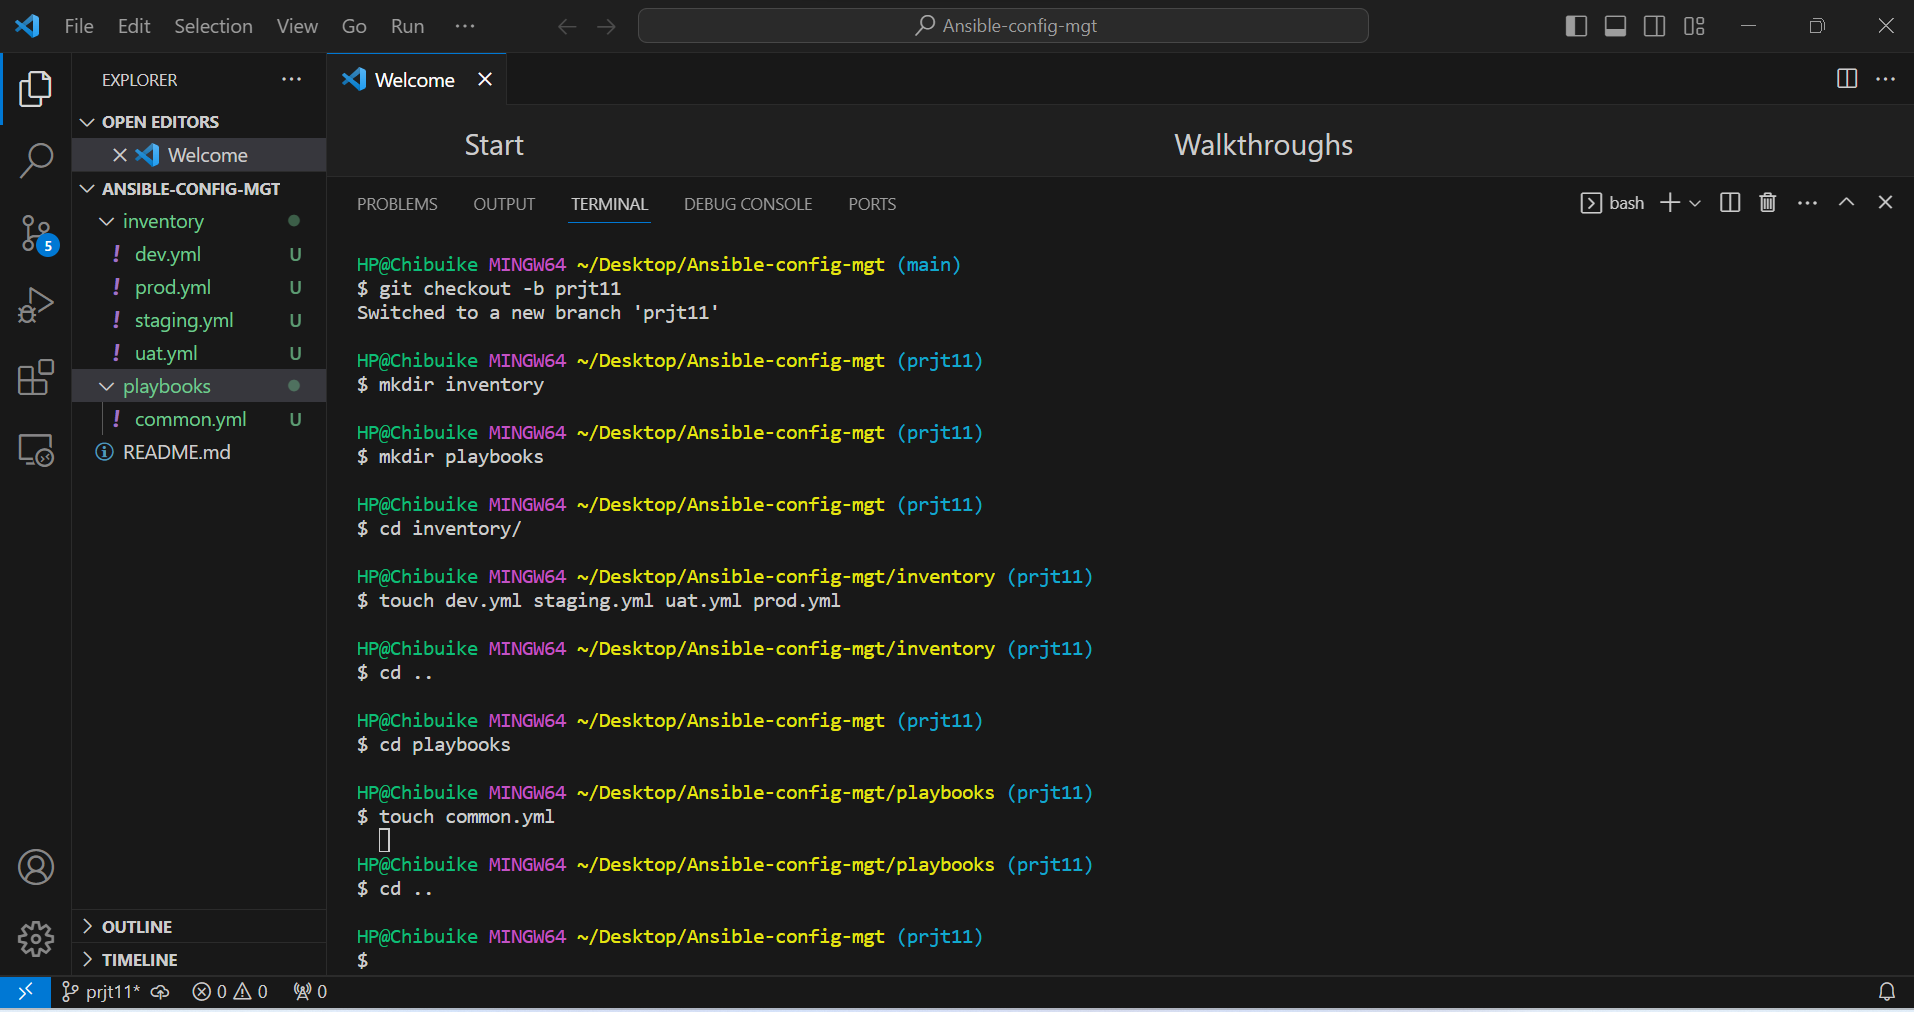 File Edit Selection View Go Run ···
Ansible-config-mgt
EXPLORER ···
Welcome
OPEN EDITORS
Welcome
ANSIBLE-CONFIG-MGT
inventory
! dev.yml U
! prod.yml U
! staging.yml U
! uat.yml U
playbooks
! common.yml U
README.md
5
OUTLINE
TIMELINE
Start Walkthroughs
PROBLEMS OUTPUT TERMINAL DEBUG CONSOLE PORTS
bash
HP@Chibuike MINGW64 ~/Desktop/Ansible-config-mgt (main)
$ git checkout -b prjt11
Switched to a new branch 'prjt11'
HP@Chibuike MINGW64 ~/Desktop/Ansible-config-mgt (prjt11)
$ mkdir inventory
HP@Chibuike MINGW64 ~/Desktop/Ansible-config-mgt (prjt11)
$ mkdir playbooks
HP@Chibuike MINGW64 ~/Desktop/Ansible-config-mgt (prjt11)
$ cd inventory/
HP@Chibuike MINGW64 ~/Desktop/Ansible-config-mgt/inventory (prjt11)
$ touch dev.yml staging.yml uat.yml prod.yml
HP@Chibuike MINGW64 ~/Desktop/Ansible-config-mgt/inventory (prjt11)
$ cd ..
HP@Chibuike MINGW64 ~/Desktop/Ansible-config-mgt (prjt11)
$ cd playbooks
HP@Chibuike MINGW64 ~/Desktop/Ansible-config-mgt/playbooks (prjt11)
$ touch common.yml
HP@Chibuike MINGW64 ~/Desktop/Ansible-config-mgt/playbooks (prjt11)
$ cd ..
HP@Chibuike MINGW64 ~/Desktop/Ansible-config-mgt (prjt11)
$
prjt11* 0 0 0